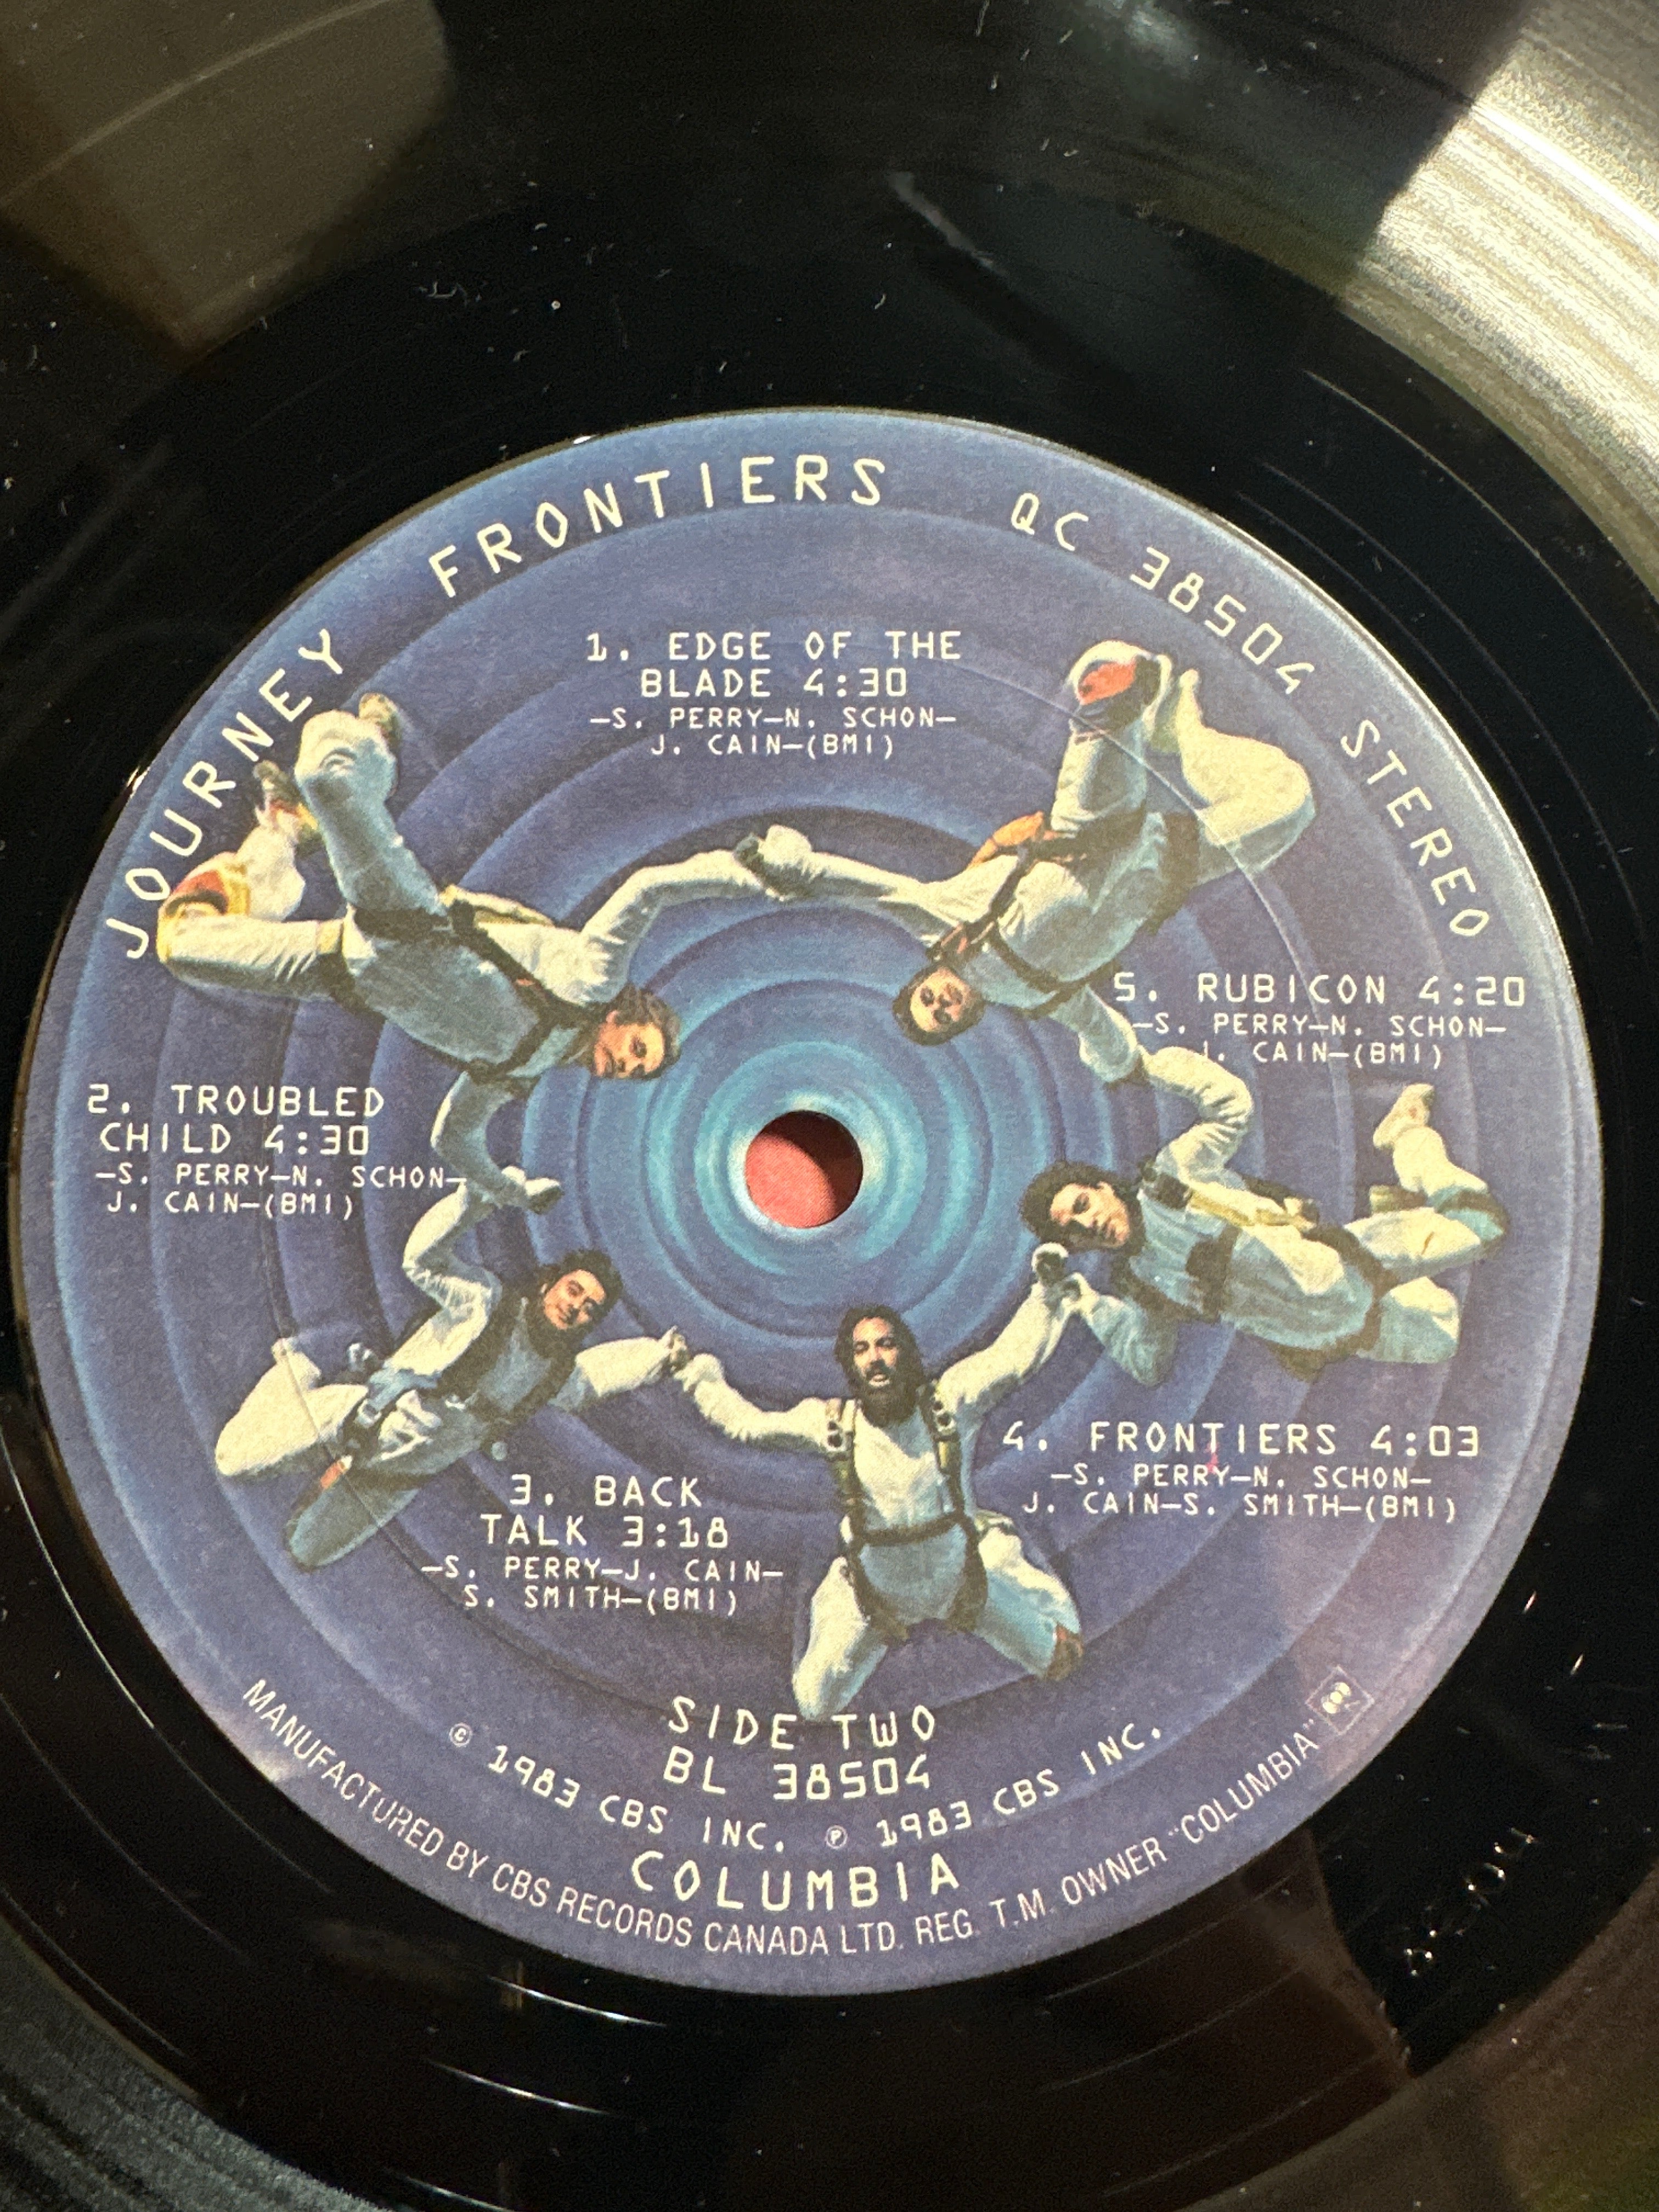 JOURNEY FRONTIERS QC 38504 STEREO
1. EDGE OF THE
BLADE 4:30
—S. PERRY—N. SCHON—
J. CAIN—(BMI)
2. TROUBLED
CHILD 4:30
—S. PERRY—N. SCHON—
J. CAIN—(BMI)
3. BACK
TALK 3:18
—S. PERRY—J. CAIN—
S. SMITH—(BMI)
4. FRONTIERS 4:03
—S. PERRY—N. SCHON—
J. CAIN—S. SMITH—(BMI)
5. RUBICON 4:20
—S. PERRY—N. SCHON—
J. CAIN—(BMI)
SIDE TWO
BL 38504
© 1983 CBS INC. ℗ 1983 CBS INC.
COLUMBIA
MANUFACTURED BY CBS RECORDS CANADA LTD. REG. T.M. OWNER "COLUMBIA"